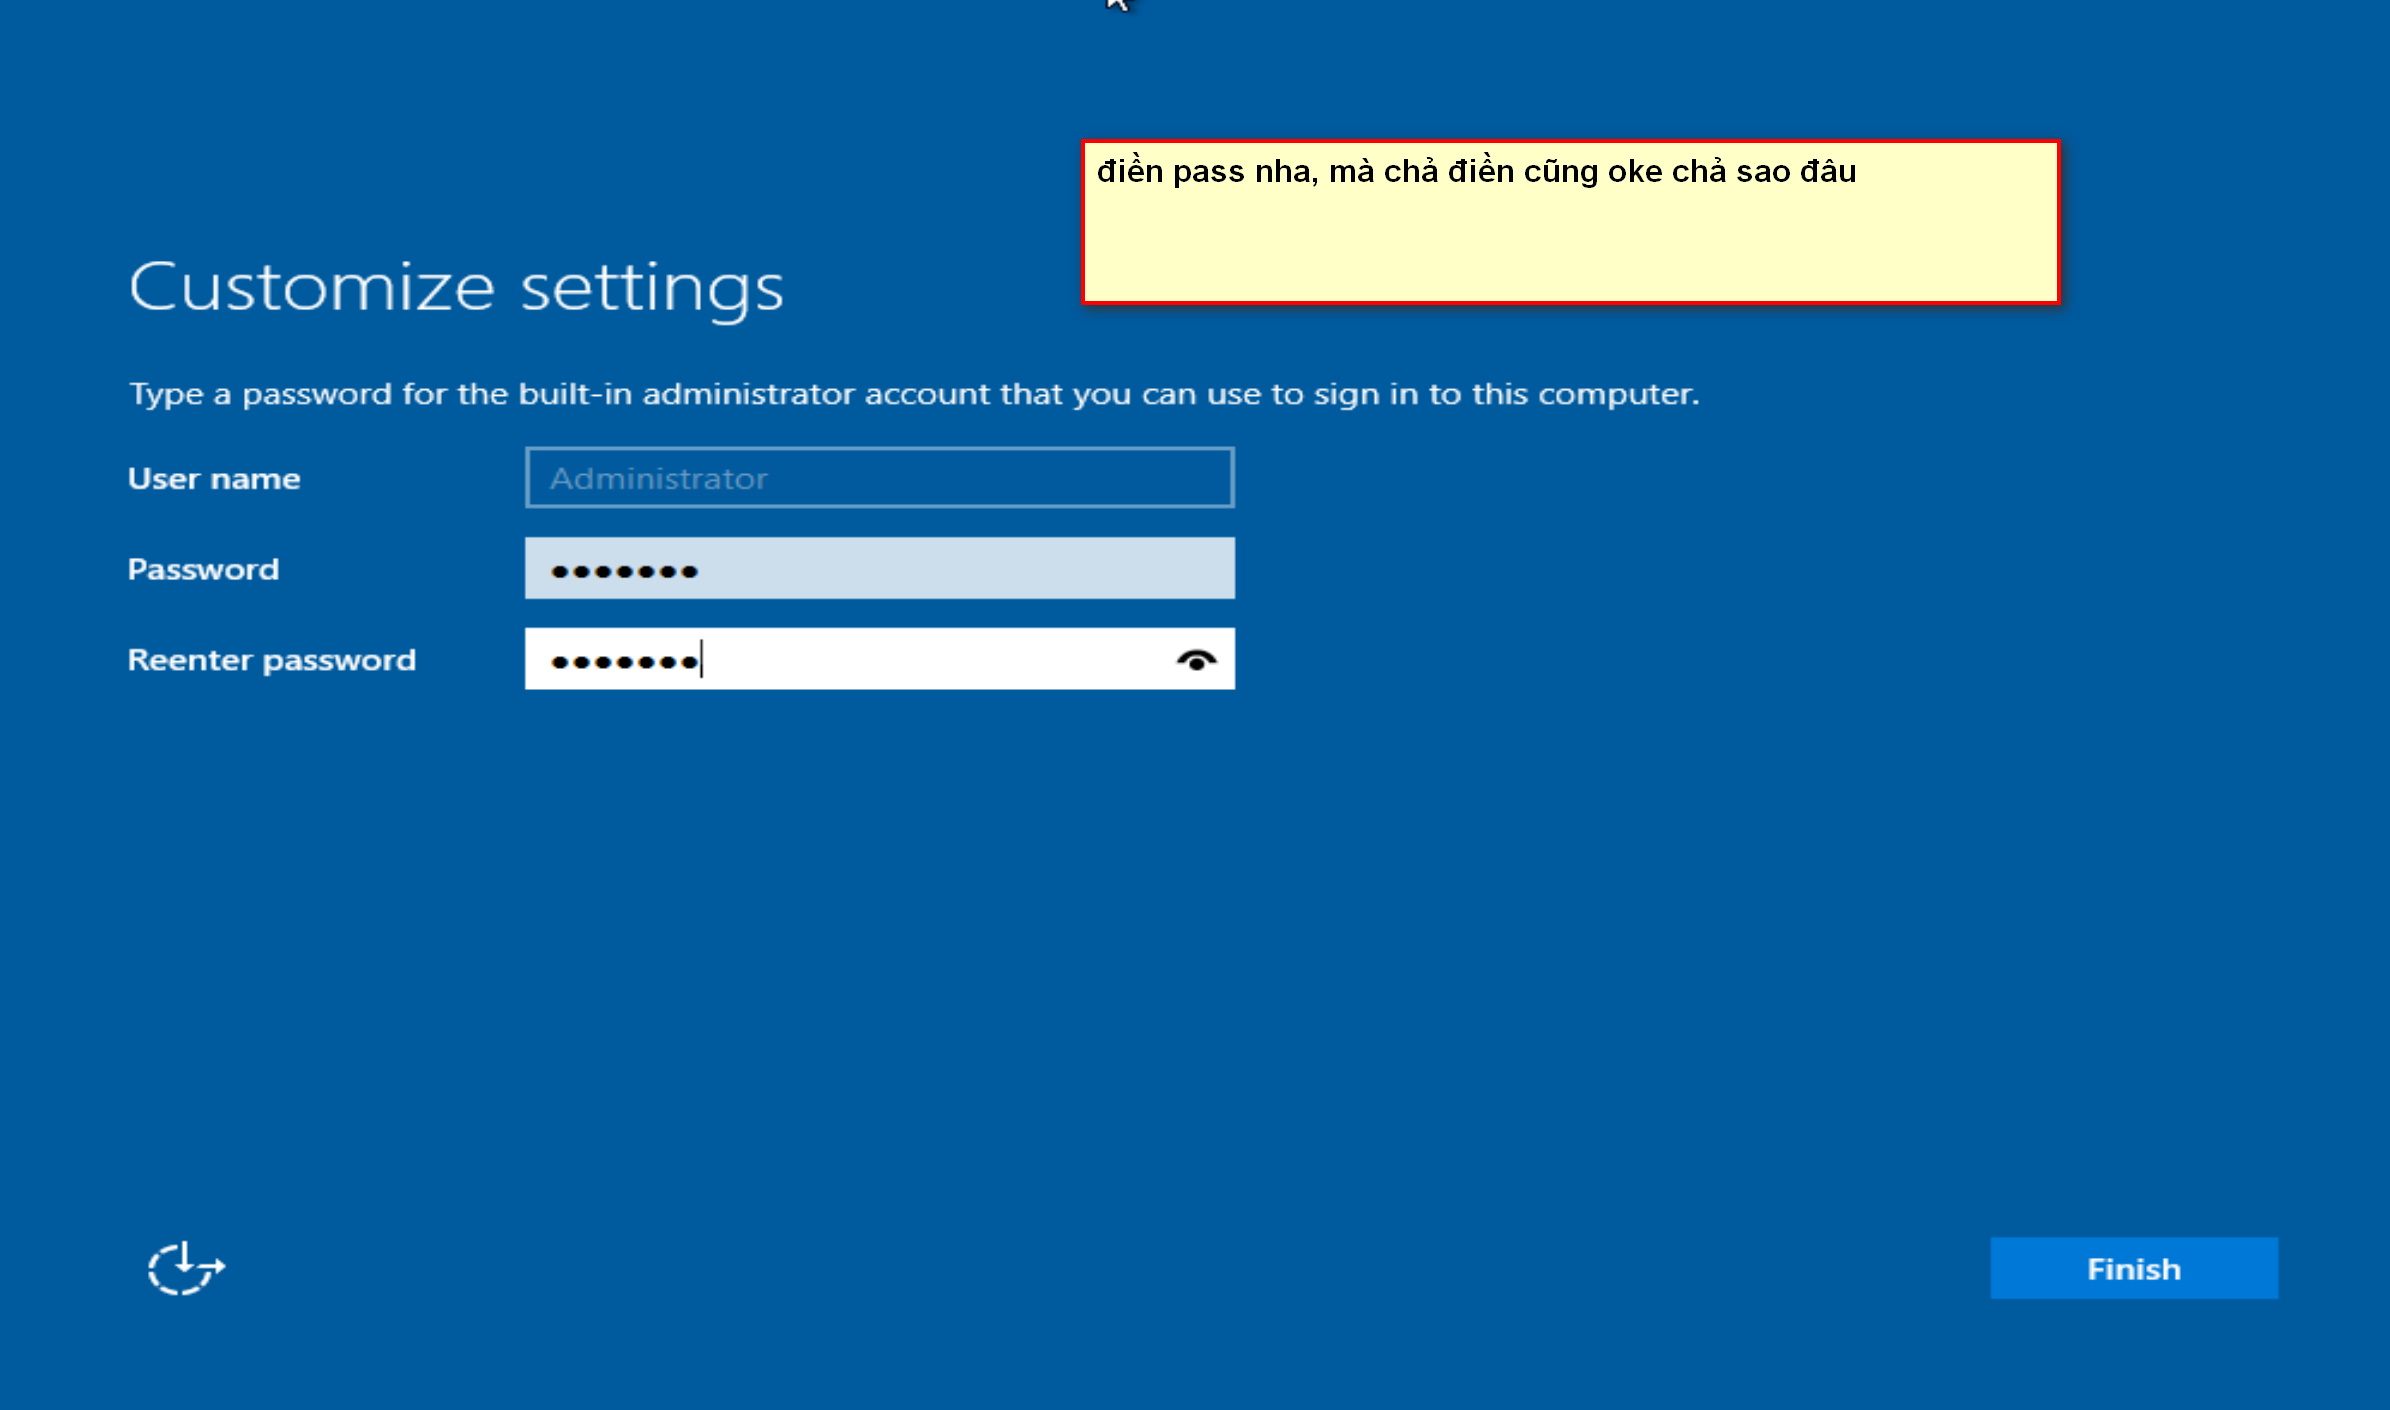 điền pass nha, mà chả điền cũng oke chả sao đâu
Customize settings
Type a password for the built-in administrator account that you can use to sign in to this computer.
User name
Administrator
Password
•••••••
Reenter password
•••••••
Finish